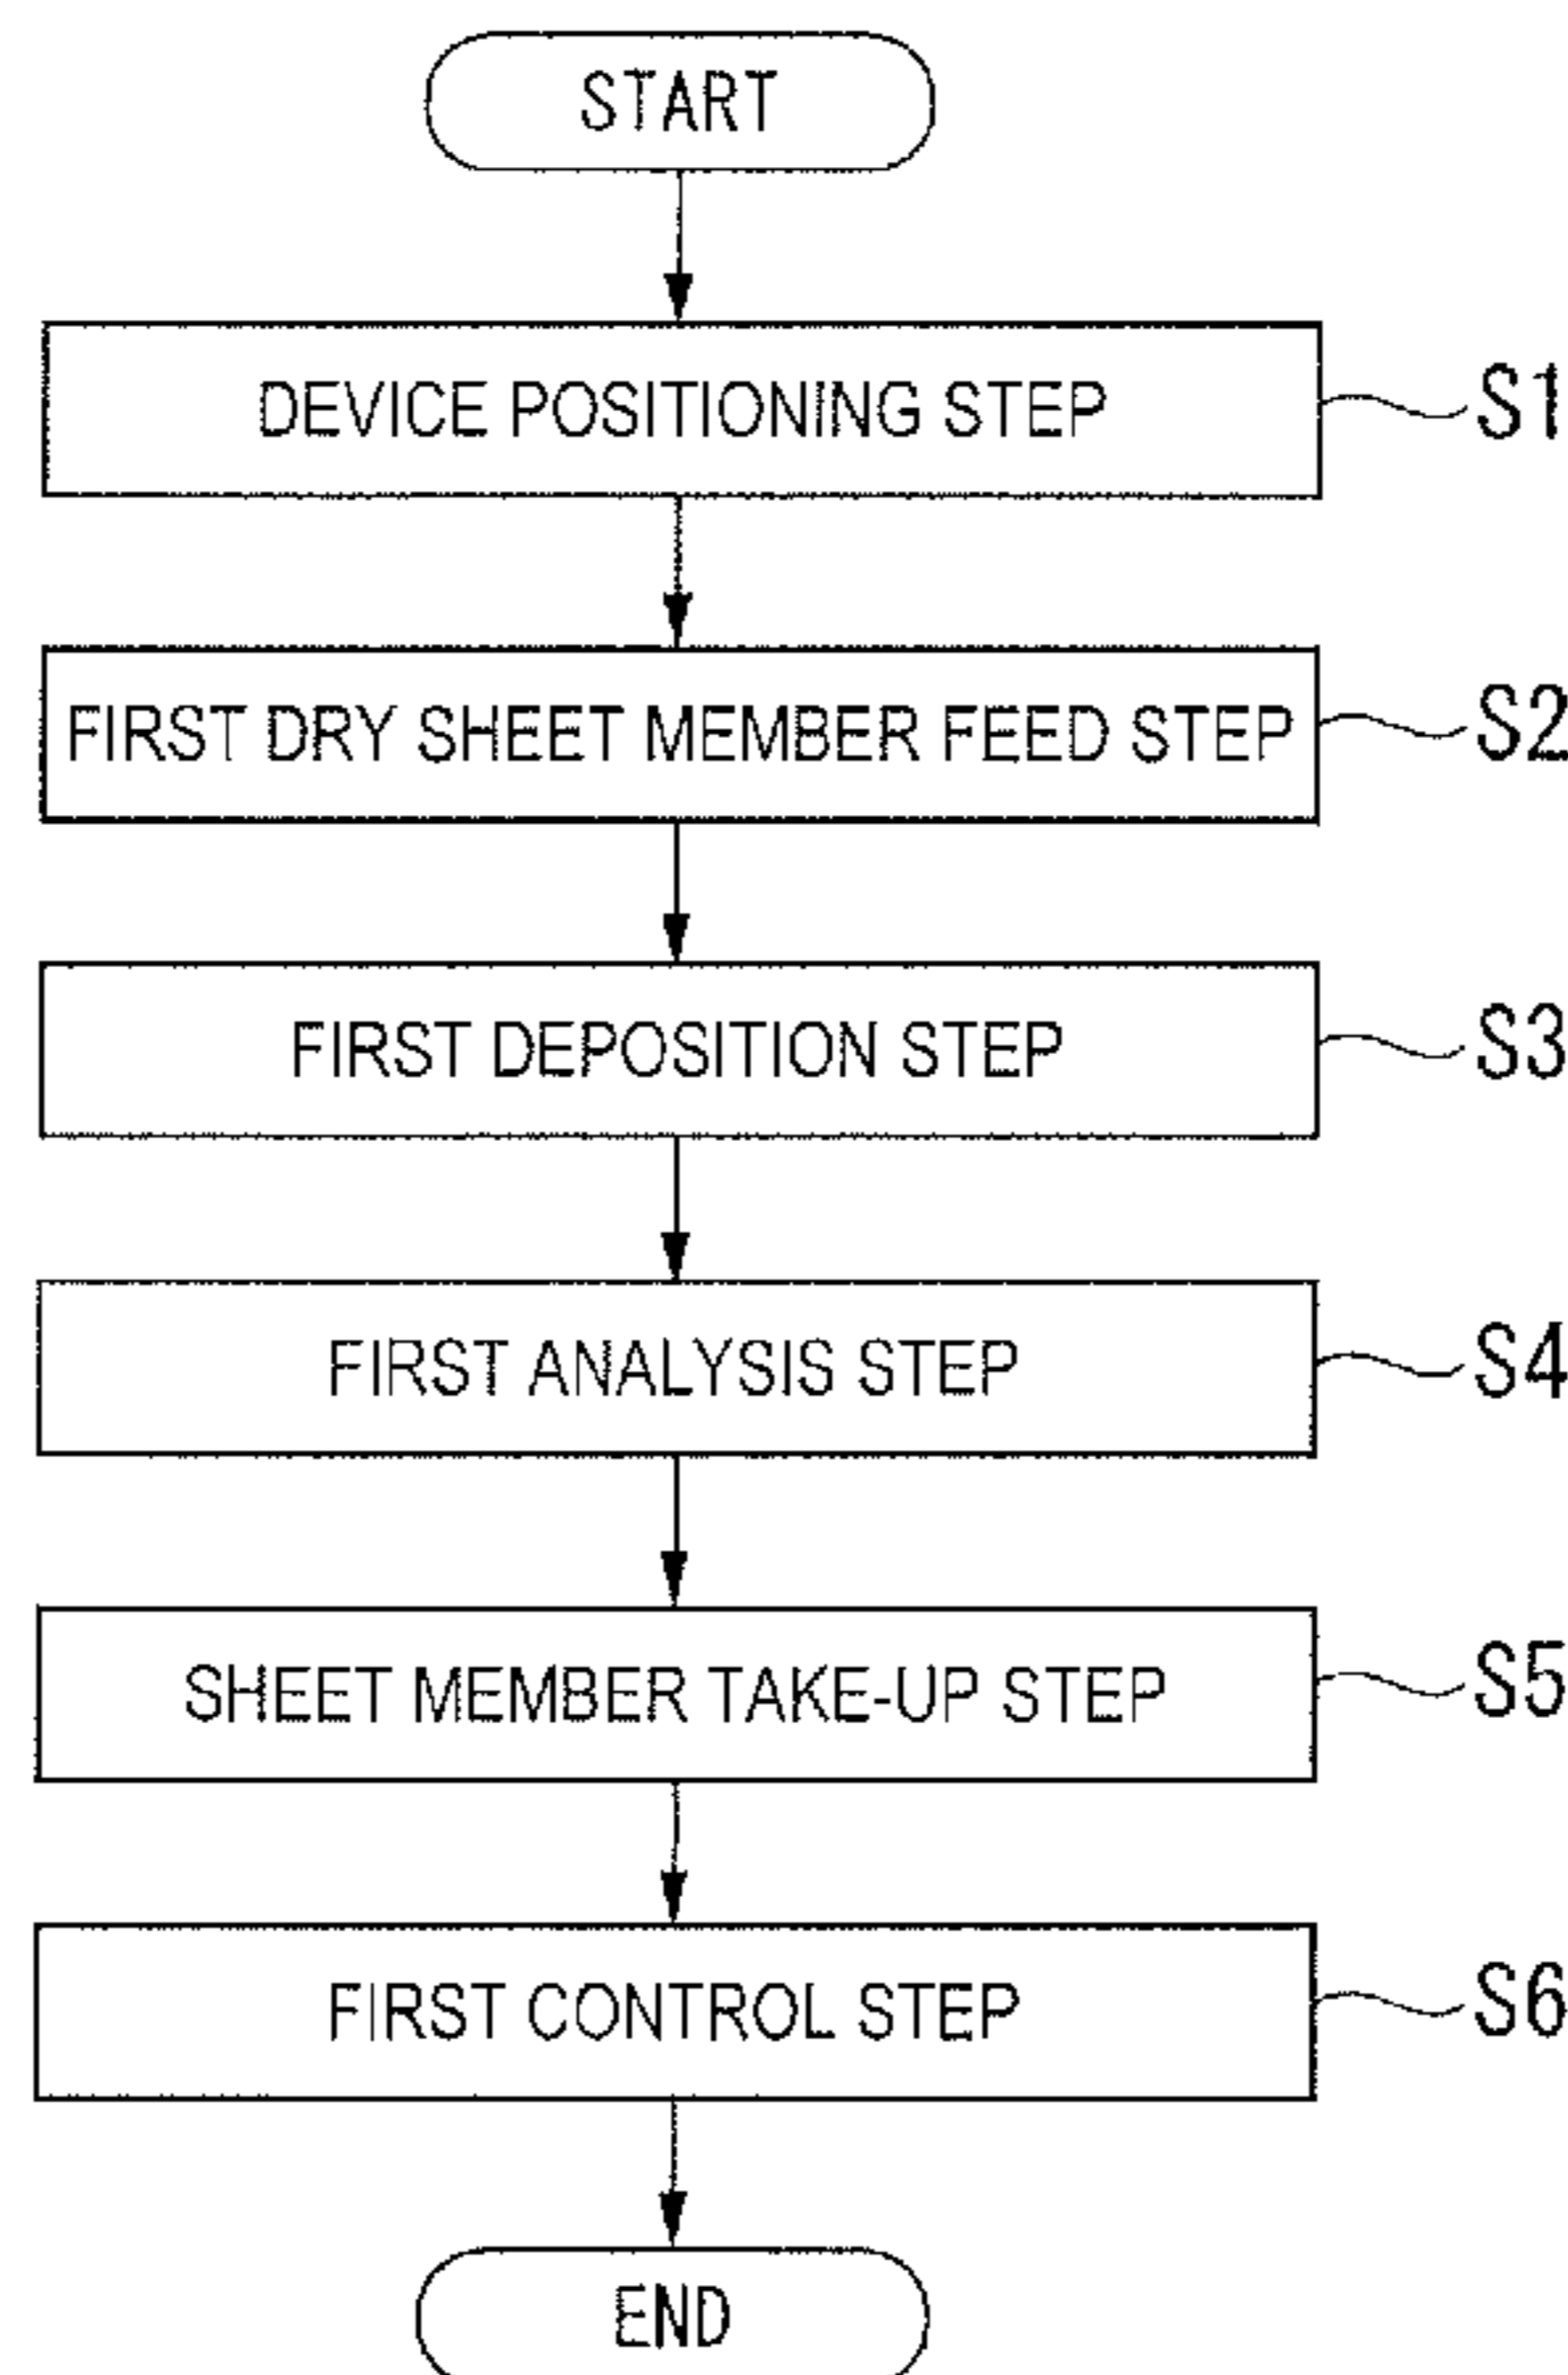 START
DEVICE POSITIONING STEP
S1
FIRST DRY SHEET MEMBER FEED STEP
S2
FIRST DEPOSITION STEP
S3
FIRST ANALYSIS STEP
S4
SHEET MEMBER TAKE-UP STEP
S5
FIRST CONTROL STEP
S6
END